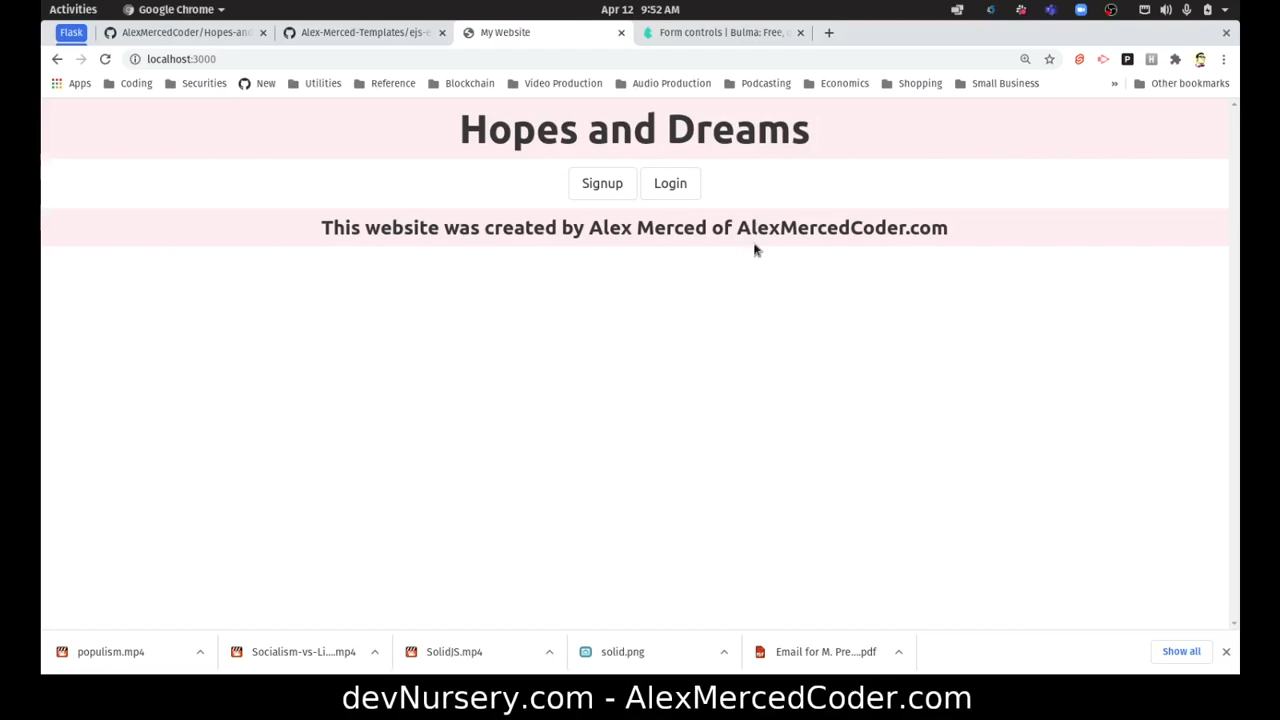 Activities Google Chrome Apr 12 9:52 AM
Flask AlexMercedCoder/Hopes-and Alex-Merced-Templates/ejs-e My Website Form controls | Bulma: Free, o
localhost:3000
Apps Coding Securities New Utilities Reference Blockchain Video Production Audio Production Podcasting Economics Shopping Small Business » Other bookmarks
Hopes and Dreams
Signup Login
This website was created by Alex Merced of AlexMercedCoder.com
populism.mp4 Socialism-vs-Li....mp4 SolidJS.mp4 solid.png Email for M. Pre....pdf Show all
devNursery.com - AlexMercedCoder.com